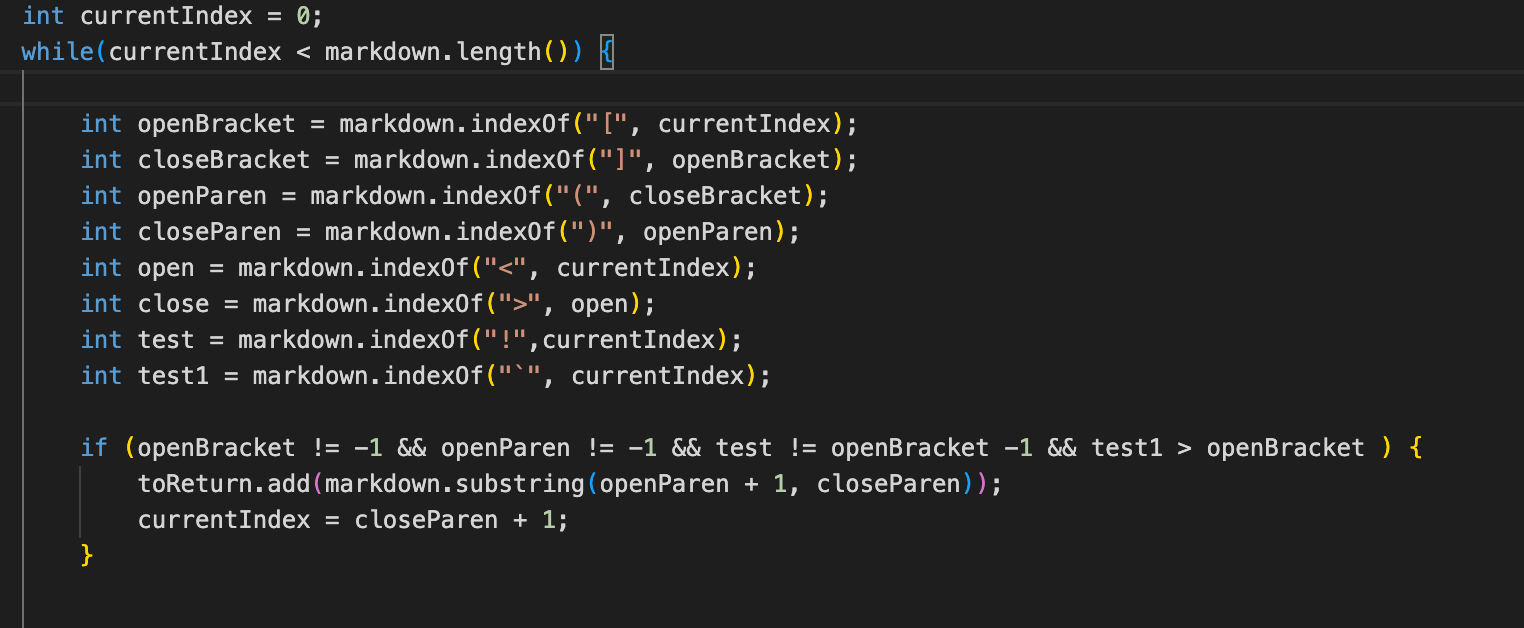 int currentIndex = 0;
while(currentIndex < markdown.length()) {
int openBracket = markdown.indexOf("[", currentIndex);
int closeBracket = markdown.indexOf("]", openBracket);
int openParen = markdown.indexOf("(", closeBracket);
int closeParen = markdown.indexOf(")", openParen);
int open = markdown.indexOf("<", currentIndex);
int close = markdown.indexOf(">", open);
int test = markdown.indexOf("!",currentIndex);
int test1 = markdown.indexOf("`", currentIndex);
if (openBracket != -1 && openParen != -1 && test != openBracket -1 && test1 > openBracket ) {
toReturn.add(markdown.substring(openParen + 1, closeParen));
currentIndex = closeParen + 1;
}